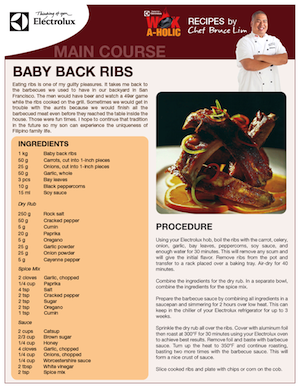 Thinking of you
Electrolux
Electrolux
WOK
A-HOLIC
RECIPES by
Chef Bruce Lim
MAIN COURSE
BABY BACK RIBS
Eating ribs is one of my guilty pleasures. It takes me back to
the barbecues we used to have in our backyard in San
Francisco. The men would have beer and watch a 49er game
while the ribs cooked on the grill. Sometimes we would get in
trouble with the aunts because we would finish all the
barbecued meat even before they reached the table inside the
house. Those were fun times. I hope to continue that tradition
in the future so my son can experience the uniqueness of
Filipino family life.
INGREDIENTS
1 kg Baby back ribs
50 g Carrots, cut into 1-inch pieces
25 g Onions, cut into 1-inch pieces
50 g Garlic, whole
3 pcs Bay leaves
10 g Black peppercorns
15 ml Soy sauce
Dry Rub
250 g Rock salt
50 g Cracked pepper
5 g Cumin
20 g Paprika
5 g Oregano
25 g Garlic powder
25 g Onion powder
5 g Cayenne pepper
Spice Mix
2 cloves Garlic, chopped
1/4 cup Paprika
4 tsp Salt
2 tsp Cracked pepper
2 tsp Sugar
2 tsp Oregano
1 tsp Cumin
Sauce
2 cups Catsup
2/3 cup Brown sugar
1/4 cup Honey
4 cloves Garlic, chopped
1/4 cup Onions, chopped
1/4 cup Worcestershire sauce
2 tbsp White vinegar
2 tsp Spice mix
PROCEDURE
Using your Electrolux hob, boil the ribs with the carrot, celery,
onion, garlic, bay leaves, peppercorns, soy sauce, and
enough water for 30 minutes. This will remove any scum and
will give the initial flavor. Remove ribs from the pot and
transfer to a rack placed over a baking tray. Air-dry for 45
minutes.
Combine the ingredients for the dry rub. In a separate bowl,
combine the ingredients for the spice mix.
Prepare the barbecue sauce by combining all ingredients in a
saucepan and simmering for 2 hours over low heat. This can
keep in the chiller of your Electrolux refrigerator for up to 3
weeks.
Sprinkle the dry rub all over the ribs. Cover with aluminum foil
then roast at 300°F for 30 minutes using your Electrolux oven
to achieve best results. Remove foil and baste with barbecue
sauce. Turn up the heat to 350°F and continue roasting,
basting two more times with the barbecue sauce. This will
form a nice crust of sauce.
Slice cooked ribs and plate with chips or corn on the cob.